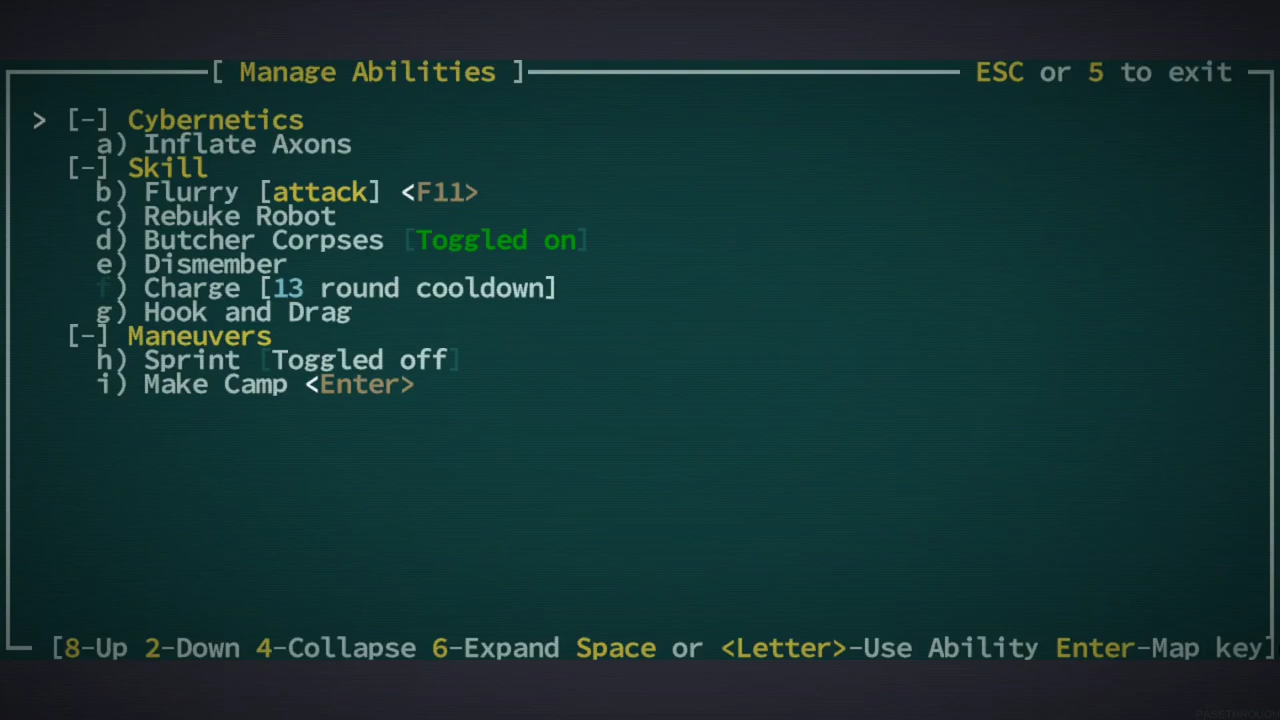 [ Manage Abilities ] ESC or 5 to exit
> [-] Cybernetics
a) Inflate Axons
[-] Skill
b) Flurry [attack] <F11>
c) Rebuke Robot
d) Butcher Corpses [Toggled on]
e) Dismember
f) Charge [13 round cooldown]
g) Hook and Drag
[-] Maneuvers
h) Sprint [Toggled off]
i) Make Camp <Enter>
[8-Up 2-Down 4-Collapse 6-Expand Space or <Letter>-Use Ability Enter-Map key]